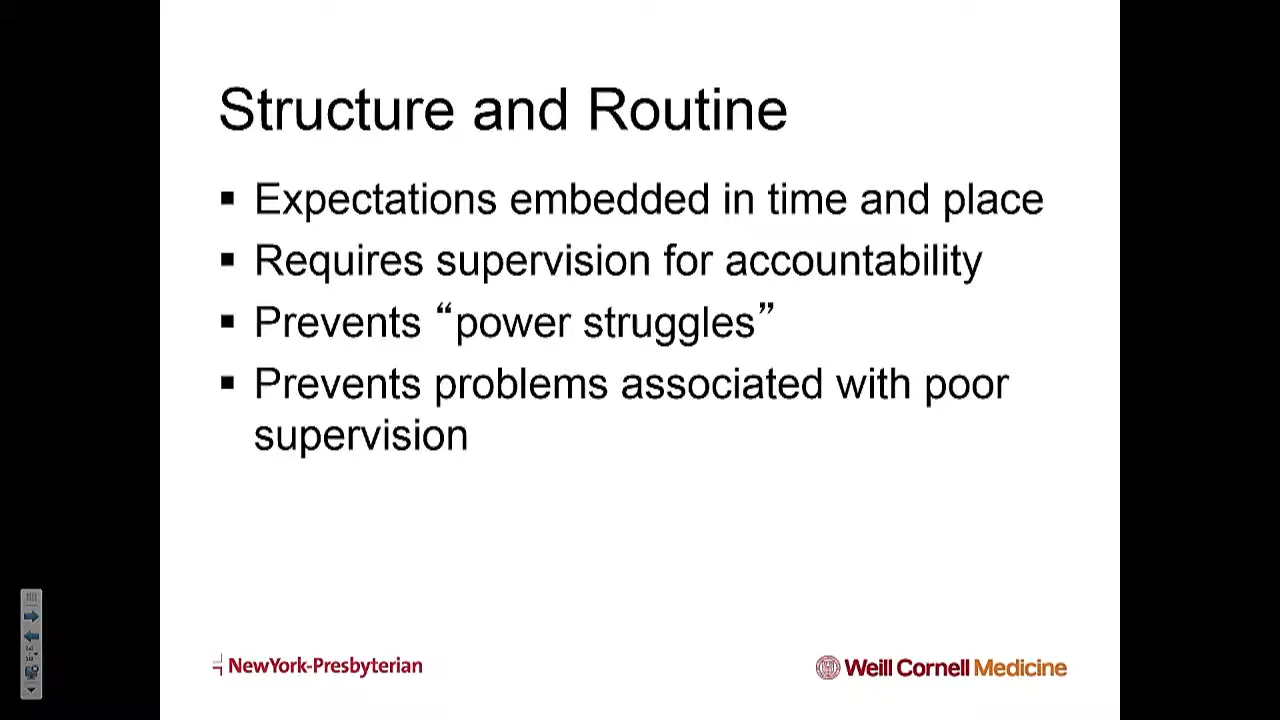 Structure and Routine
▪ Expectations embedded in time and place
▪ Requires supervision for accountability
▪ Prevents “power struggles”
▪ Prevents problems associated with poor
supervision
NewYork-Presbyterian
Weill Cornell Medicine